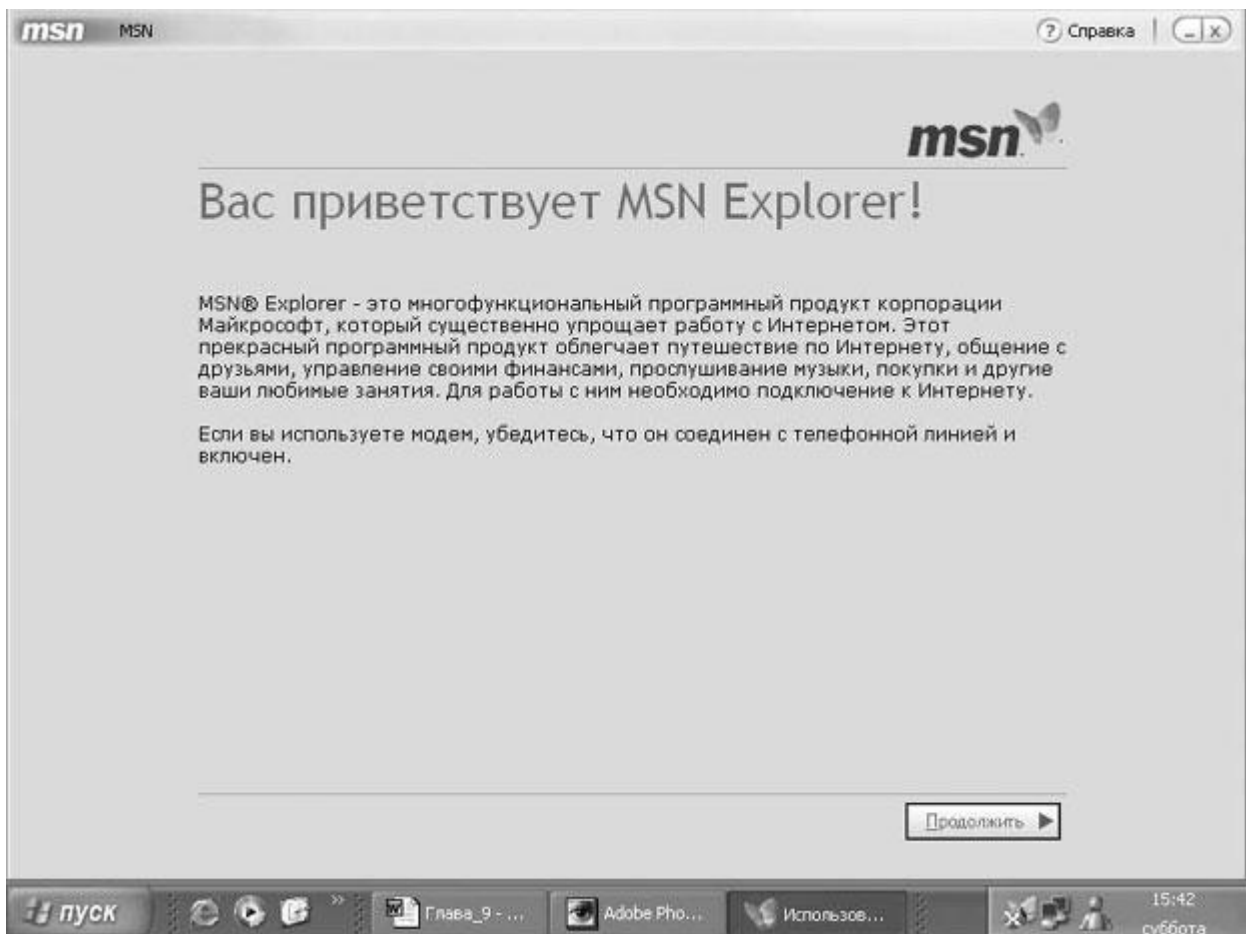 msn MSN Справка
msn
Вас приветствует MSN Explorer!
MSN® Explorer - это многофункциональный программный продукт корпорации
Майкрософт, который существенно упрощает работу с Интернетом. Этот
прекрасный программный продукт облегчает путешествие по Интернету, общение с
друзьями, управление своими финансами, прослушивание музыки, покупки и другие
ваши любимые занятия. Для работы с ним необходимо подключение к Интернету.
Если вы используете модем, убедитесь, что он соединен с телефонной линией и
включен.
Продолжить
пуск Глава_9 - ... Adobe Pho... Использов... 15:42
суббота